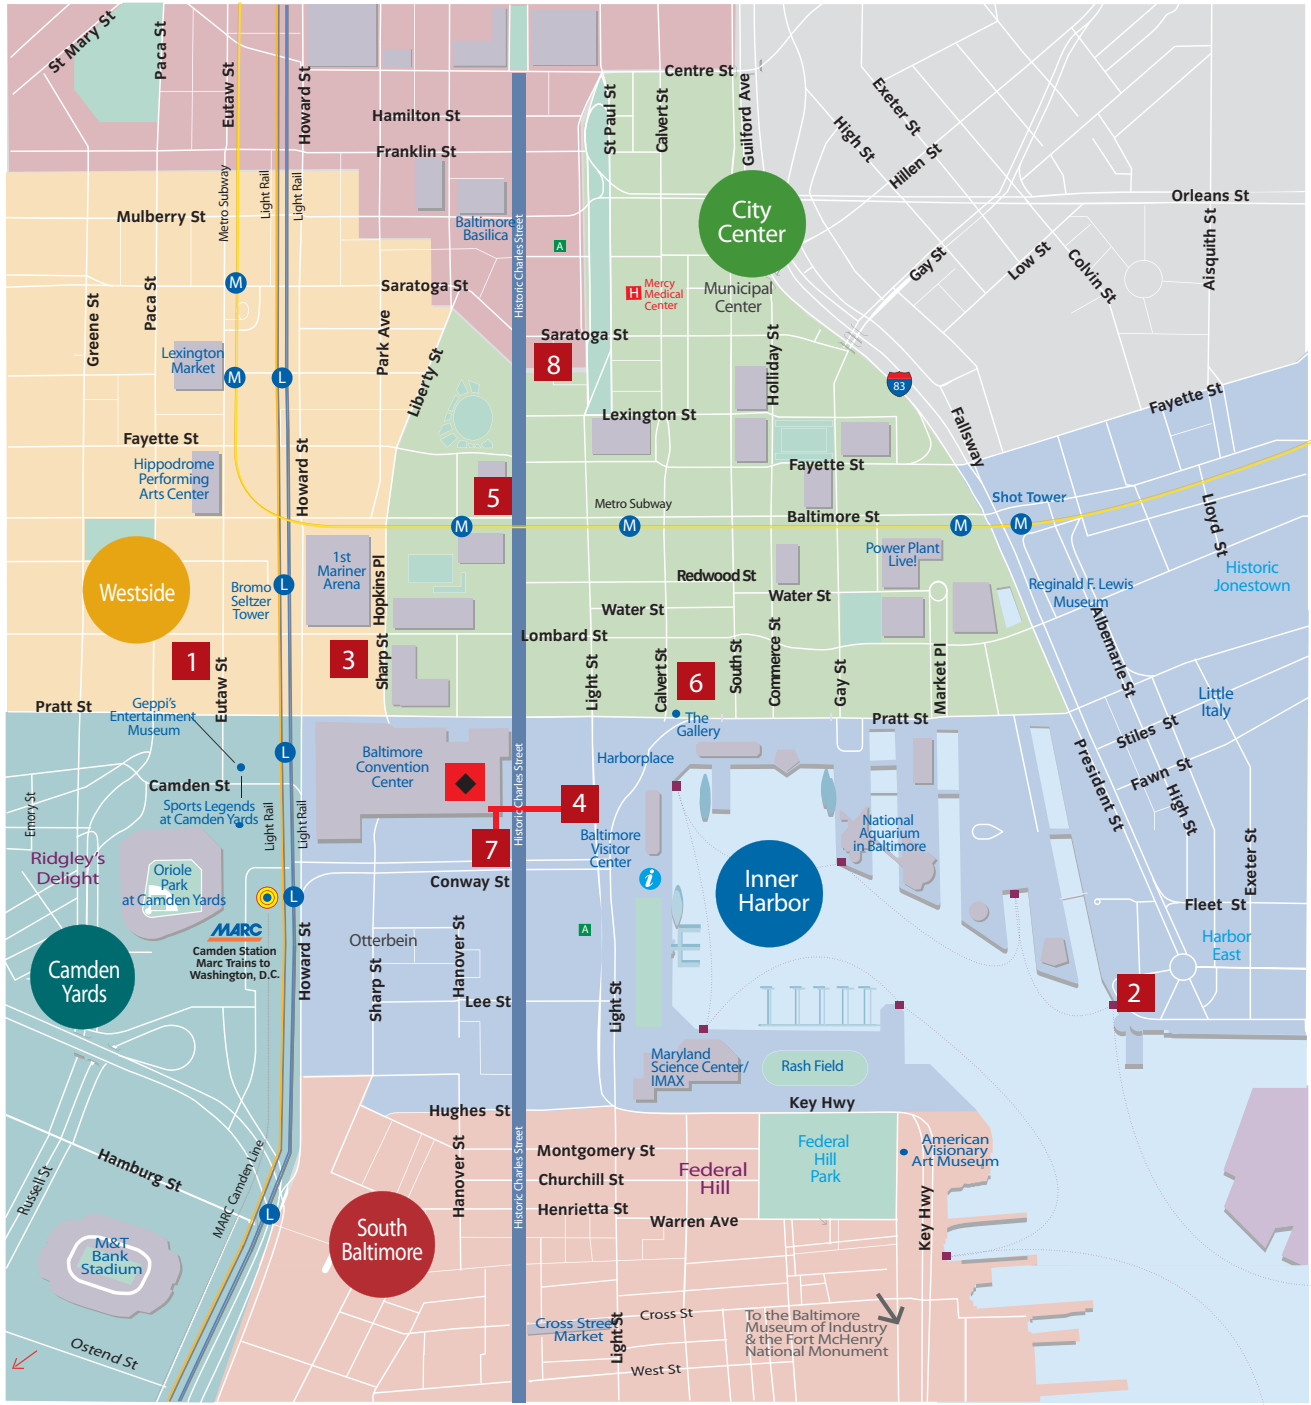 St Mary St
Paca St
Eutaw St
Howard St
Centre St
Hamilton St
Franklin St
St Paul St
Calvert St
Guilford Ave
Exeter St
High St
Hillen St
Orleans St
Aisquith St
Metro Subway
Light Rail
Light Rail
Mulberry St
Baltimore
Basilica
Historic Charles Street
A
City
Center
Gay St
Low St
Colvin St
M
Greene St
Paca St
Saratoga St
Park Ave
Liberty St
H
Mercy
Medical
Center
Municipal
Center
Saratoga St
Holliday St
8
Lexington
Market
M
L
83
Fallsway
Fayette St
Lexington St
Fayette St
Hippodrome
Performing
Arts Center
Howard St
5
Fayette St
Metro Subway
Baltimore St
Shot Tower
M
M
M
M
Lloyd St
Historic
Jonestown
Westside
1st
Mariner
Arena
Hopkins Pl
Bromo
Seltzer
Tower
L
Power Plant
Live!
Redwood St
Water St
Water St
Reginald F. Lewis
Museum
Albemarle St
Lombard St
1
3
Sharp St
Eutaw St
Light St
Calvert St
6
South St
Commerce St
Gay St
Market Pl
Little
Italy
Pratt St
Geppi's
Entertainment
Museum
The
Gallery
Pratt St
Stiles St
Fawn St
High St
President St
Exeter St
L
Baltimore
Convention
Center
Historic Charles Street
Harborplace
Camden St
Sports Legends
at Camden Yards
Emory St
Light Rail
Light Rail
4
7
Baltimore
Visitor
Center
i
National
Aquarium
in Baltimore
Ridgley's
Delight
Oriole
Park
at Camden Yards
L
Conway St
Inner
Harbor
Fleet St
Harbor
East
MARC
Camden Station
Marc Trains to
Washington, D.C.
Howard St
Otterbein
Sharp St
Hanover St
Lee St
A
Light St
Camden
Yards
2
Maryland
Science Center/
IMAX
Rash Field
Hughes St
Key Hwy
Hamburg St
Russell St
MARC Camden Line
L
Hanover St
Historic Charles Street
Montgomery St
Churchill St
Henrietta St
Federal
Hill
Warren Ave
Federal
Hill
Park
American
Visionary
Art Museum
Key Hwy
South
Baltimore
M&T
Bank
Stadium
Ostend St
Cross Street
Market
Light St
Cross St
West St
To the Baltimore
Museum of Industry
& the Fort McHenry
National Monument